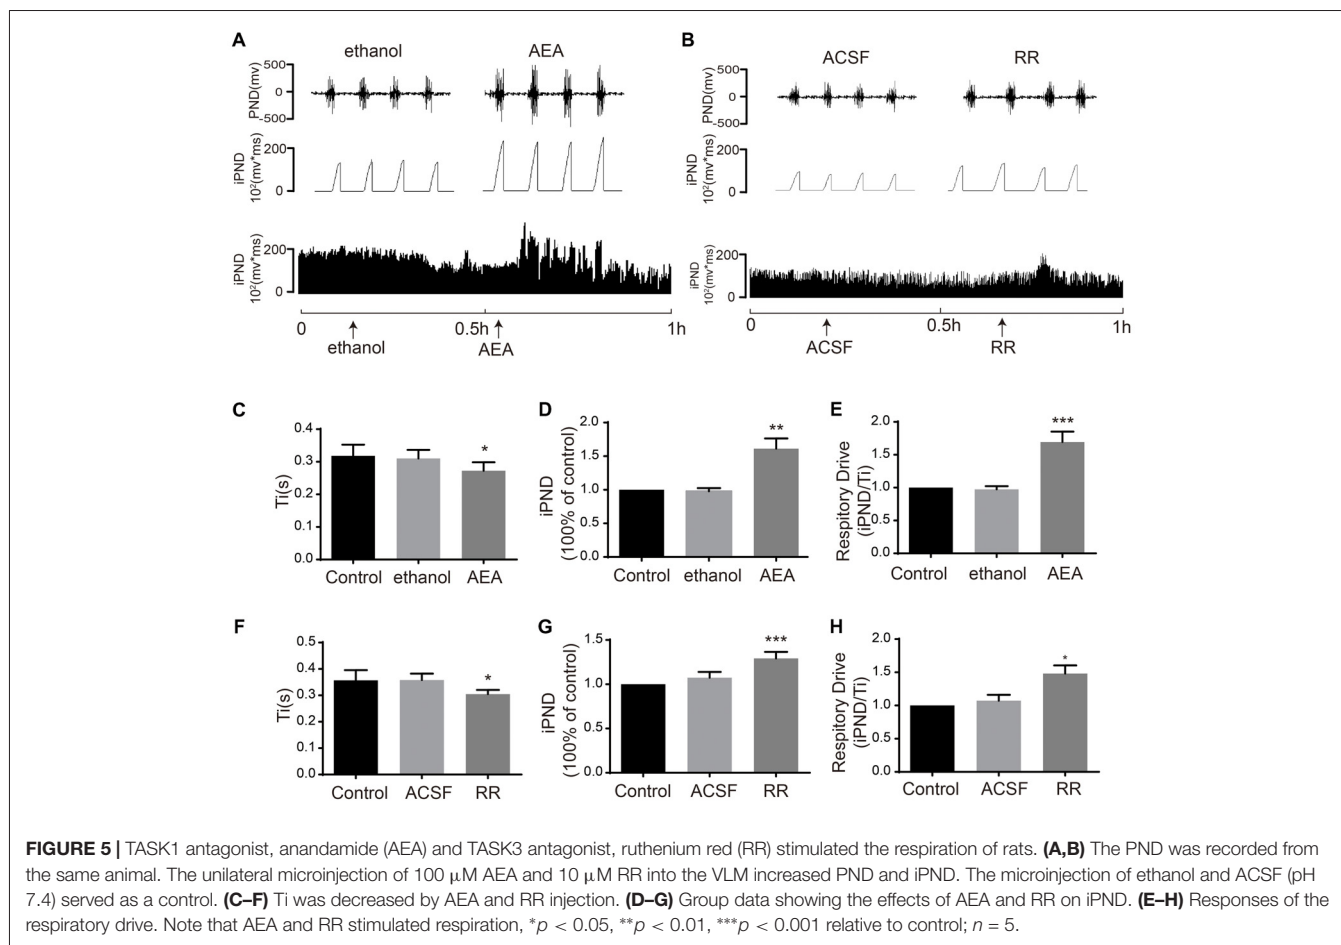 A
ethanol
AEA
PND(mv)
500
0
-500
iPND
10²(mv*ms)
200
0
iPND
10²(mv*ms)
200
0
0
0.5h
1h
ethanol
AEA
B
ACSF
RR
PND(mv)
500
0
-500
iPND
10²(mv*ms)
200
0
iPND
10²(mv*ms)
200
0
0
0.5h
1h
ACSF
RR
C
Ti(s)
0.4
0.3
0.2
0.1
0.0
*
Control ethanol AEA
D
iPND
(100% of control)
2.0
1.5
1.0
0.5
0.0
**
Control ethanol AEA
E
Respitory Drive
(iPND/Ti)
2.0
1.5
1.0
0.5
0.0
***
Control ethanol AEA
F
Ti(s)
0.5
0.4
0.3
0.2
0.1
0.0
*
Control ACSF RR
G
iPND
(100% of control)
1.5
1.0
0.5
0.0
***
Control ACSF RR
H
Respitory Drive
(iPND/Ti)
2.0
1.5
1.0
0.5
0.0
*
Control ACSF RR
FIGURE 5 | TASK1 antagonist, anandamide (AEA) and TASK3 antagonist, ruthenium red (RR) stimulated the respiration of rats. (A,B) The PND was recorded from
the same animal. The unilateral microinjection of 100 μM AEA and 10 μM RR into the VLM increased PND and iPND. The microinjection of ethanol and ACSF (pH
7.4) served as a control. (C–F) Ti was decreased by AEA and RR injection. (D–G) Group data showing the effects of AEA and RR on iPND. (E–H) Responses of the
respiratory drive. Note that AEA and RR stimulated respiration, *p < 0.05, **p < 0.01, ***p < 0.001 relative to control; n = 5.